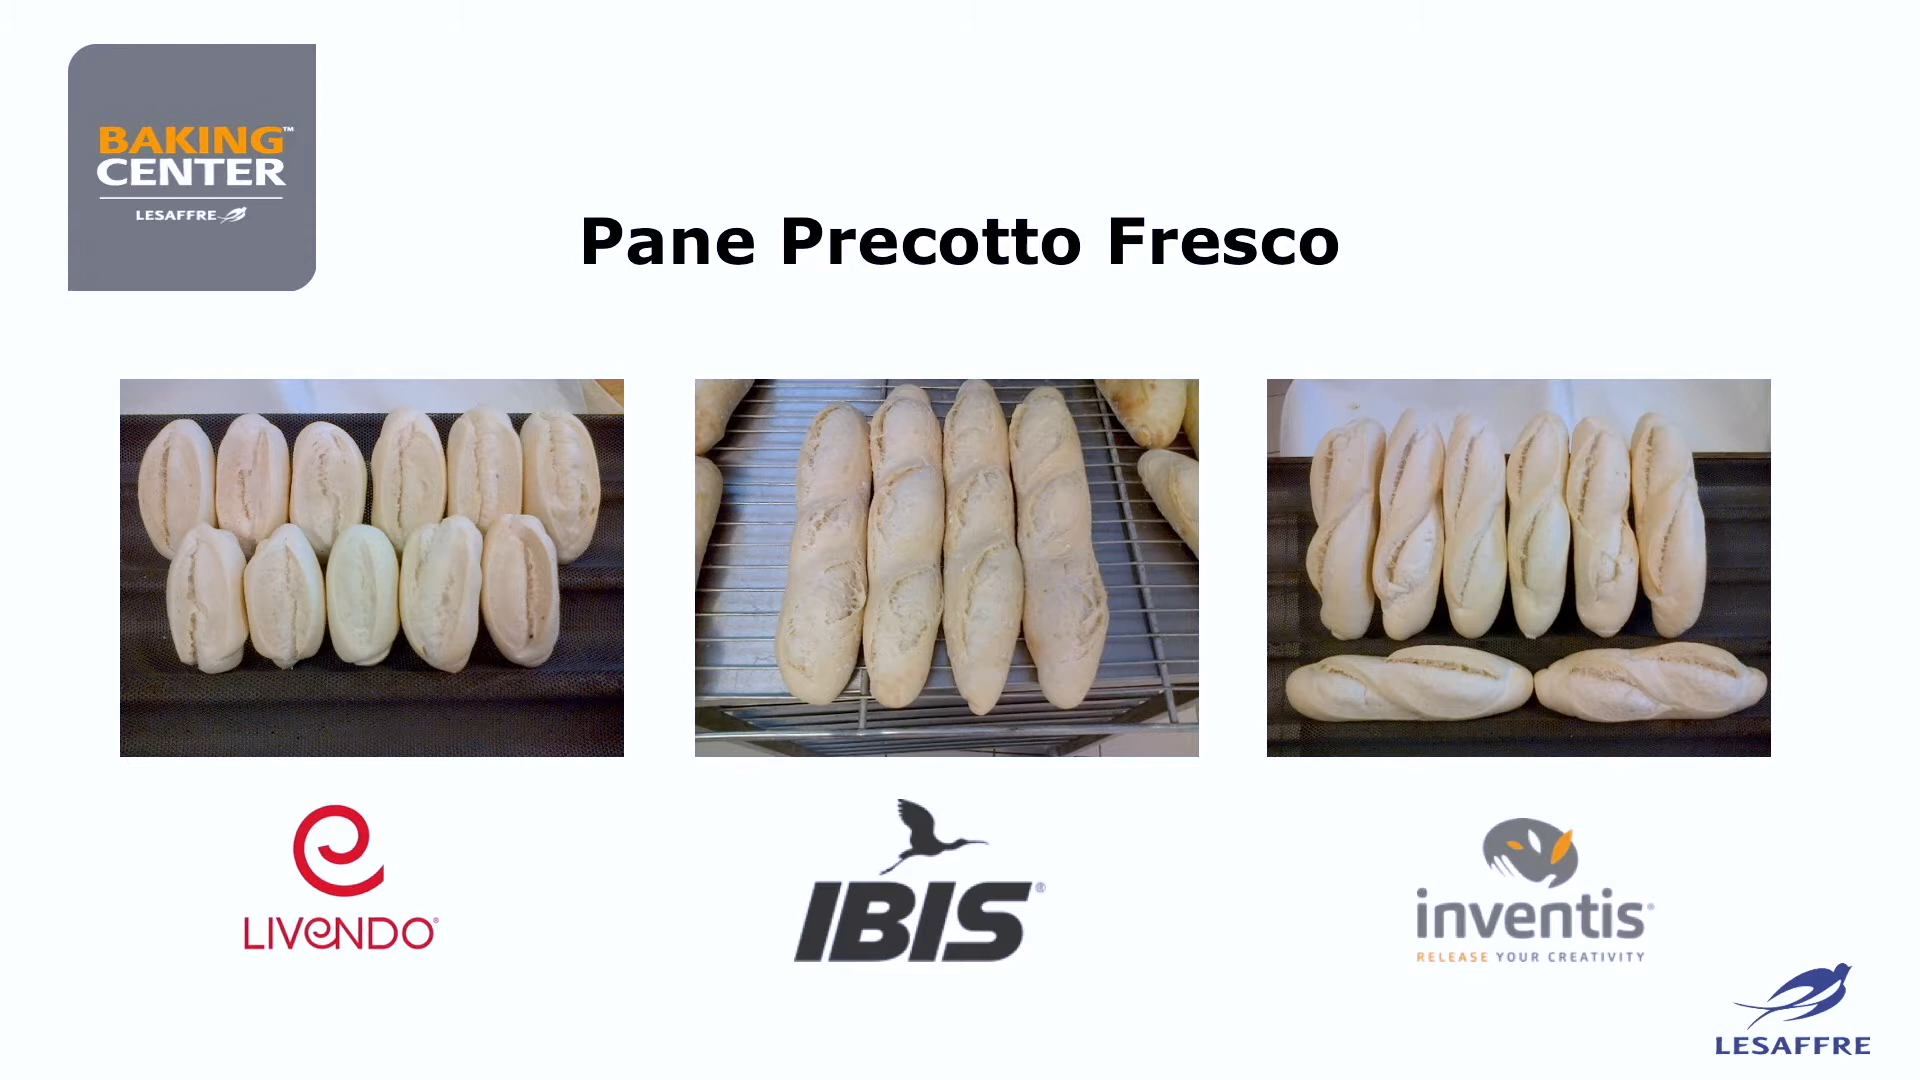 BAKING™
CENTER
LESAFFRE
Pane Precotto Fresco
LIVENDO®
IBIS®
inventis®
RELEASE YOUR CREATIVITY
LESAFFRE